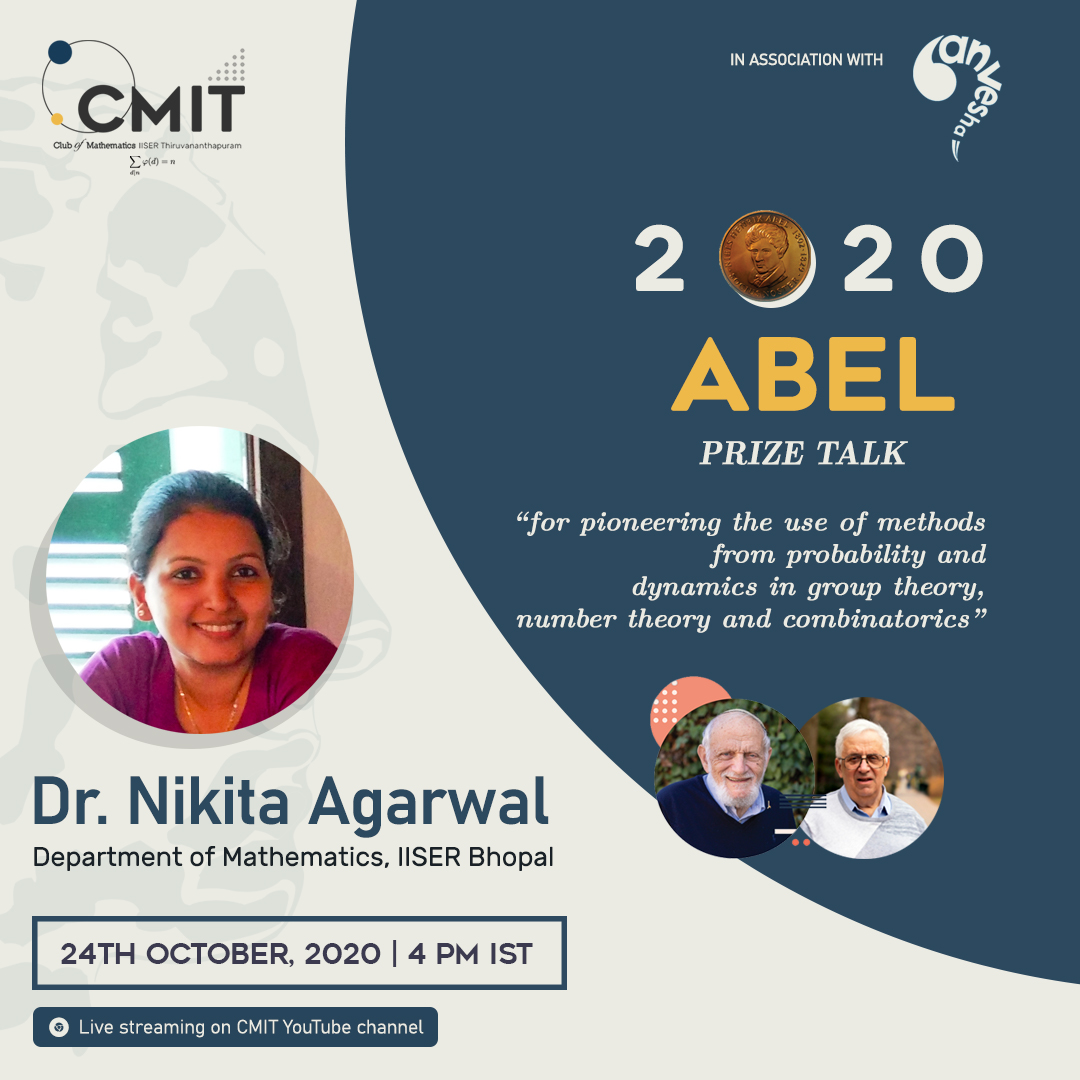 CMIT
Club of Mathematics IISER Thiruvananthapuram
∑ φ(d) = n
d|n
IN ASSOCIATION WITH
anvesha
2020
ABEL
PRIZE TALK
“for pioneering the use of methods
from probability and
dynamics in group theory,
number theory and combinatorics”
Dr. Nikita Agarwal
Department of Mathematics, IISER Bhopal
24TH OCTOBER, 2020 | 4 PM IST
Live streaming on CMIT YouTube channel